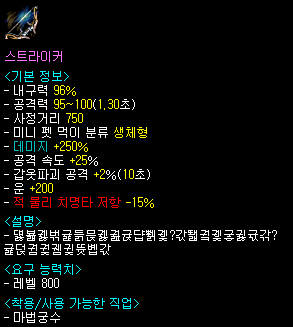 스트라이커
<기본 정보>
- 내구력 96%
- 공격력 95~100(1.30초)
- 사정거리 750
- 미니 펫 먹이 분류 생체형
- 데미지 +250%
- 공격 속도 +25%
- 갑옷파괴 공격 +2%(10초)
- 운 +200
- 적 물리 치명타 저항 -15%
<설명>
<요구 능력치>
- 레벨 800
<착용/사용 가능한 직업>
- 마법궁수